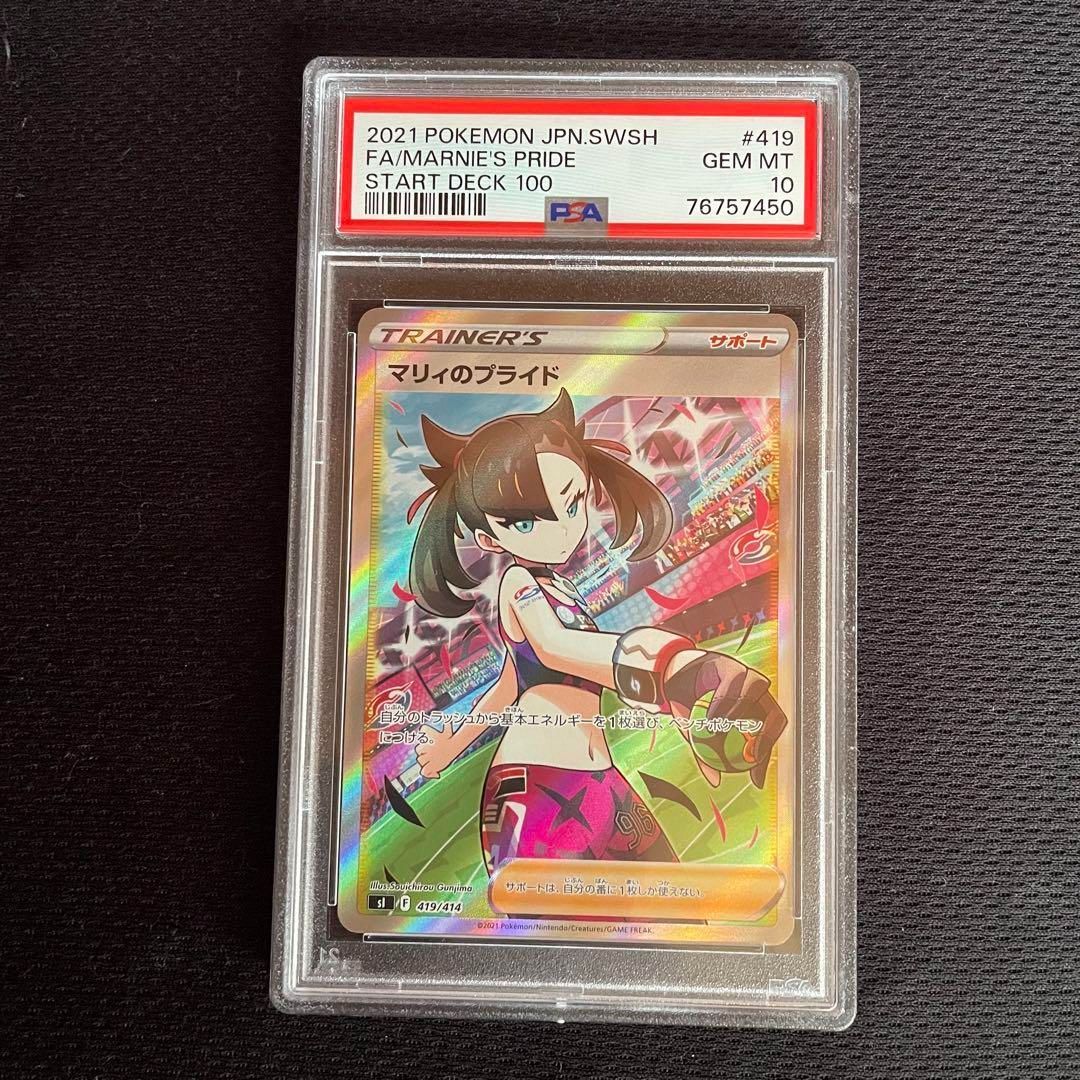 2021 POKEMON JPN.SWSH #419
FA/MARNIE'S PRIDE GEM MT
START DECK 100 10
PSA 76757450
TRAINER'S サポート
マリィのプライド
自分のトラッシュから基本エネルギーを1枚選び、ベンチポケモン
につける。
96
サポートは、自分の番に1枚しか使えない。
Illus. Souichirou Gunjima
sI F 419/414
©2021 Pokémon/Nintendo/Creatures/GAME FREAK.